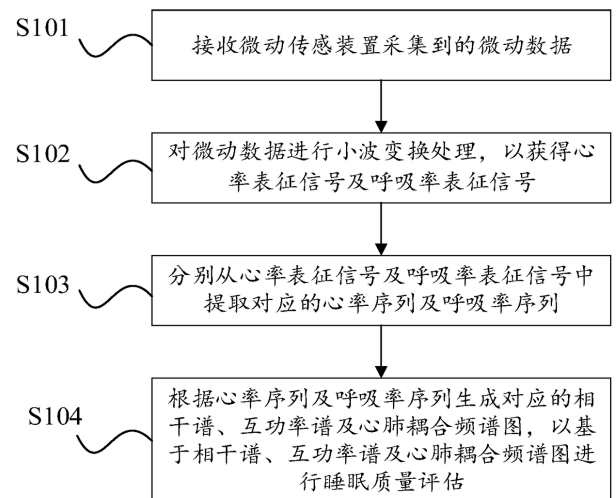 S101
接收微动传感装置采集到的微动数据
S102
对微动数据进行小波变换处理，以获得心
率表征信号及呼吸率表征信号
S103
分别从心率表征信号及呼吸率表征信号中
提取对应的心率序列及呼吸率序列
S104
根据心率序列及呼吸率序列生成对应的相
干谱、互功率谱及心肺耦合频谱图，以基
于相干谱、互功率谱及心肺耦合频谱图进
行睡眠质量评估